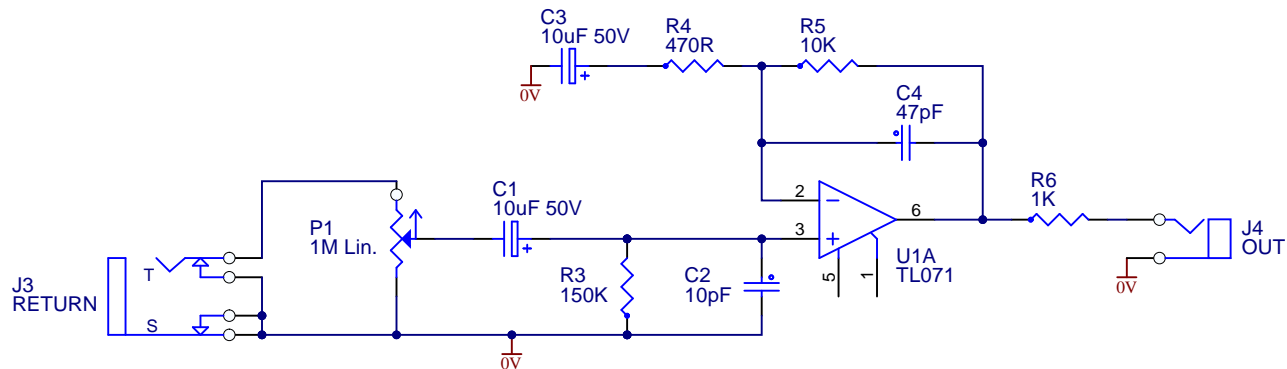 C3
10uF 50V
R4
470R
R5
10K
0V
C4
47pF
C1
10uF 50V
P1
1M Lin.
2
3
6
R6
1K
J4
OUT
U1A
TL071
5
1
R3
150K
C2
10pF
0V
J3
RETURN
T
S
0V